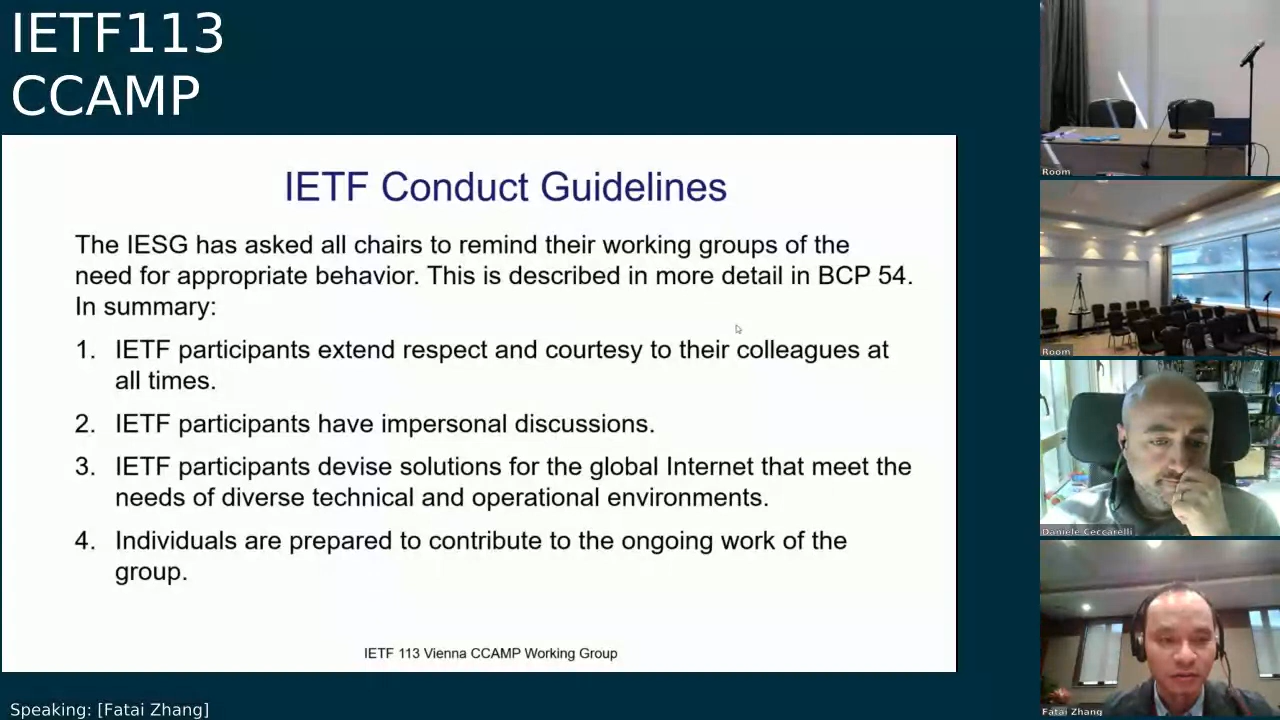 IETF113
CCAMP
IETF Conduct Guidelines
The IESG has asked all chairs to remind their working groups of the
need for appropriate behavior. This is described in more detail in BCP 54.
In summary:
1. IETF participants extend respect and courtesy to their colleagues at
all times.
2. IETF participants have impersonal discussions.
3. IETF participants devise solutions for the global Internet that meet the
needs of diverse technical and operational environments.
4. Individuals are prepared to contribute to the ongoing work of the
group.
IETF 113 Vienna CCAMP Working Group
Speaking: [Fatai Zhang]
Room
Room
Daniele Ceccarelli
Fatai Zhang